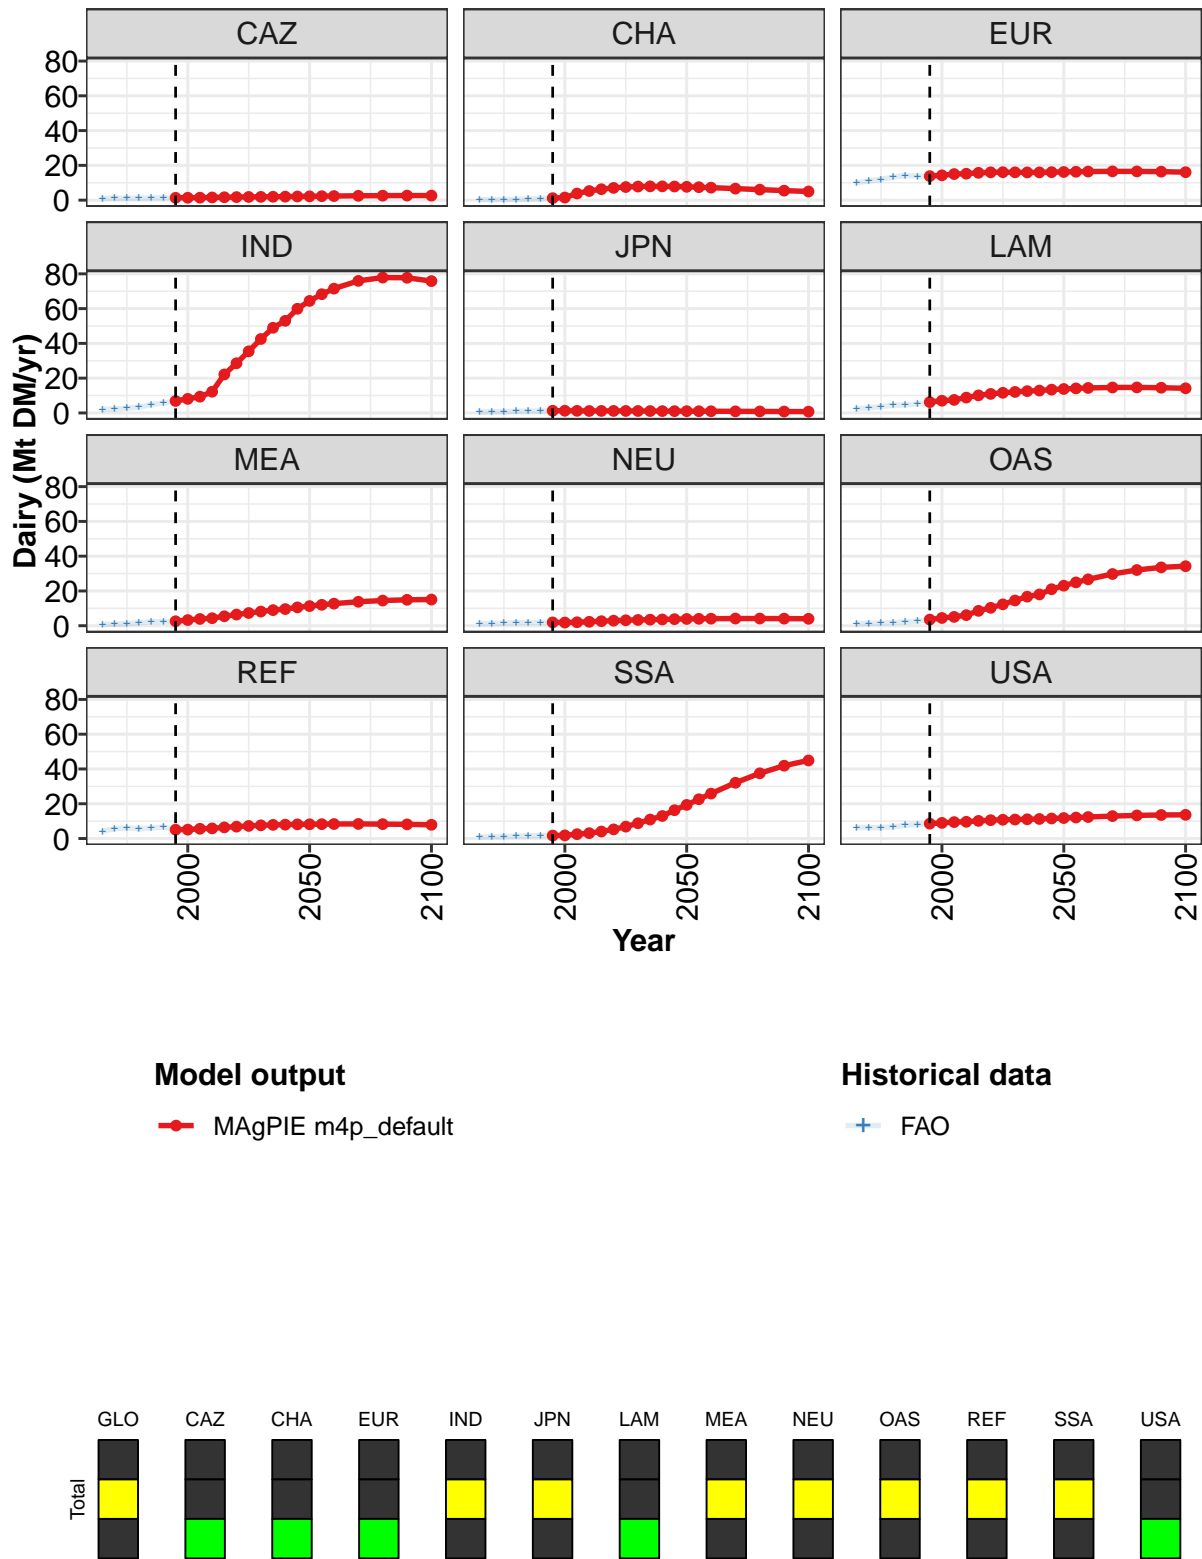 CAZ CHA EUR
80
60
40
20
0
IND JPN LAM
80
60
40
20
0
MEA NEU OAS
80
60
40
20
0
REF SSA USA
80
60
40
20
0
Dairy (Mt DM/yr)
2000 2050 2100 2000 2050 2100 2000 2050 2100
Year
Model output Historical data
MAgPIE m4p_default FAO
GLO CAZ CHA EUR IND JPN LAM MEA NEU OAS REF SSA USA
Total